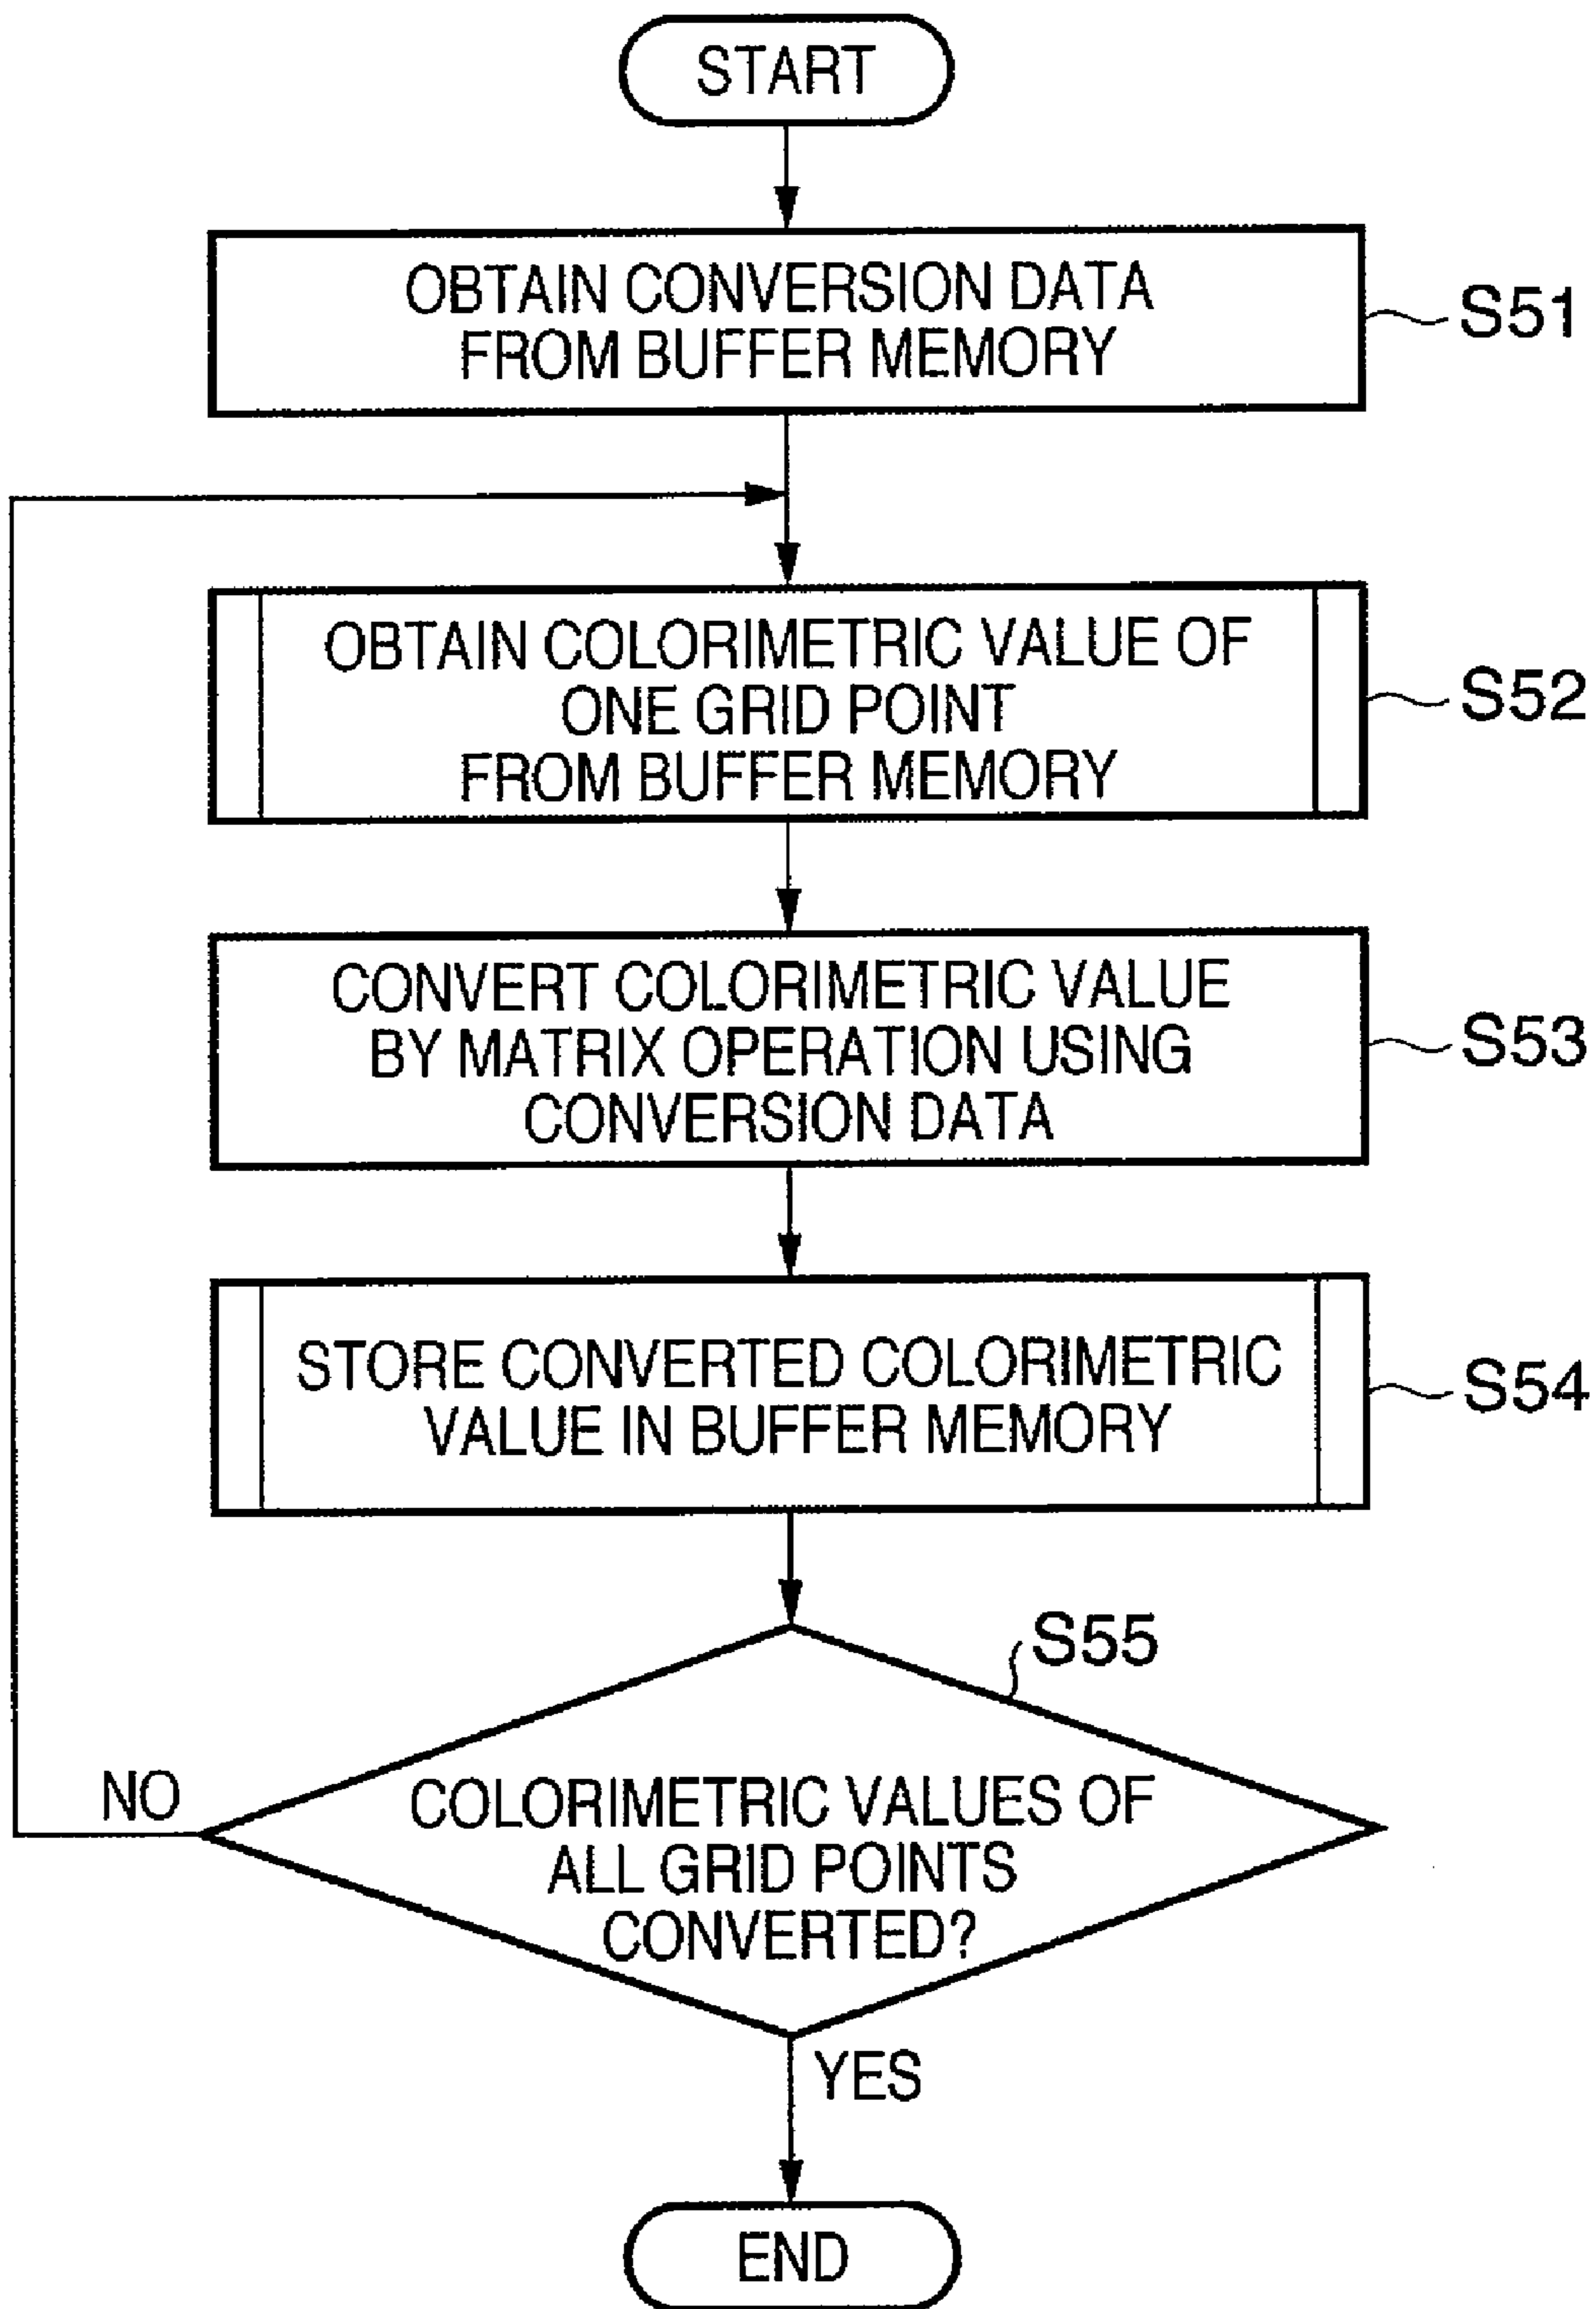 START
OBTAIN CONVERSION DATA
FROM BUFFER MEMORY
S51
OBTAIN COLORIMETRIC VALUE OF
ONE GRID POINT
FROM BUFFER MEMORY
S52
CONVERT COLORIMETRIC VALUE
BY MATRIX OPERATION USING
CONVERSION DATA
S53
STORE CONVERTED COLORIMETRIC
VALUE IN BUFFER MEMORY
S54
S55
NO
COLORIMETRIC VALUES OF
ALL GRID POINTS
CONVERTED?
YES
END